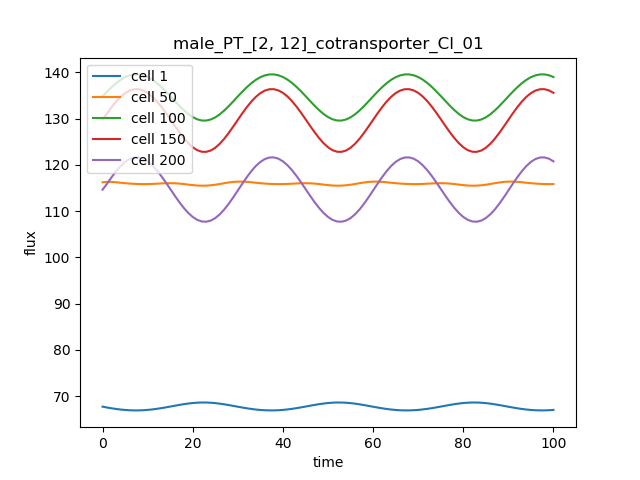 male_PT_[2, 12]_cotransporter_Cl_01
cell 1
cell 50
cell 100
cell 150
cell 200
140
130
120
110
100
90
80
70
flux
0 20 40 60 80 100
time